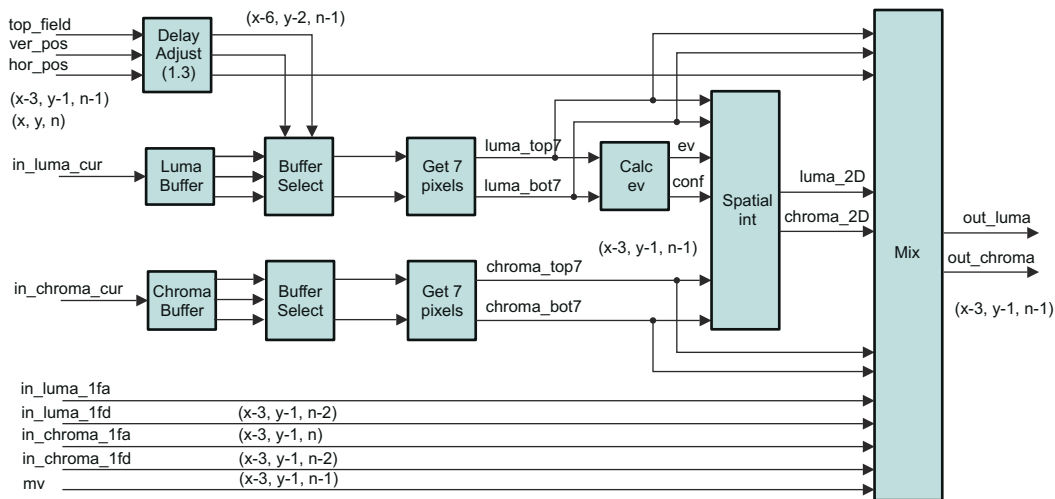 top_field
ver_pos
hor_pos
Delay
Adjust
(1.3)
(x-6, y-2, n-1)
(x-3, y-1, n-1)
(x, y, n)
in_luma_cur
Luma
Buffer
Buffer
Select
Get 7
pixels
luma_top7
luma_bot7
Calc
ev
ev
conf
Spatial
int
luma_2D
chroma_2D
Mix
out_luma
out_chroma
(x-3, y-1, n-1)
(x-3, y-1, n-1)
in_chroma_cur
Chroma
Buffer
Buffer
Select
Get 7
pixels
chroma_top7
chroma_bot7
in_luma_1fa
in_luma_1fd (x-3, y-1, n-2)
in_chroma_1fa (x-3, y-1, n)
in_chroma_1fd (x-3, y-1, n-2)
mv (x-3, y-1, n-1)